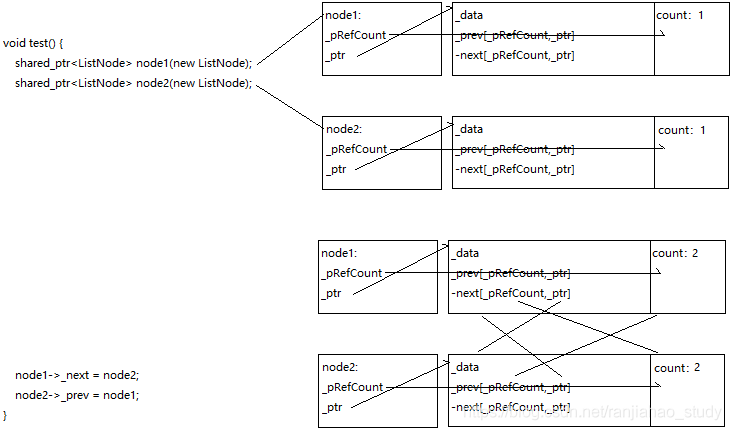 void test() {
shared_ptr<ListNode> node1(new ListNode);
shared_ptr<ListNode> node2(new ListNode);
node1:
_pRefCount
_ptr
_data
_prev[_pRefCount,_ptr]
-next[_pRefCount,_ptr]
count: 1
node2:
_pRefCount
_ptr
_data
_prev[_pRefCount,_ptr]
-next[_pRefCount,_ptr]
count: 1
node1:
_pRefCount
_ptr
_data
_prev[_pRefCount,_ptr]
-next[_pRefCount,_ptr]
count: 2
node1->_next = node2;
node2->_prev = node1;
}
node2:
_pRefCount
_ptr
_data
_prev[_pRefCount,_ptr]
-next[_pRefCount,_ptr]
count: 2
https://blog.csdn.net/ranjianao_study